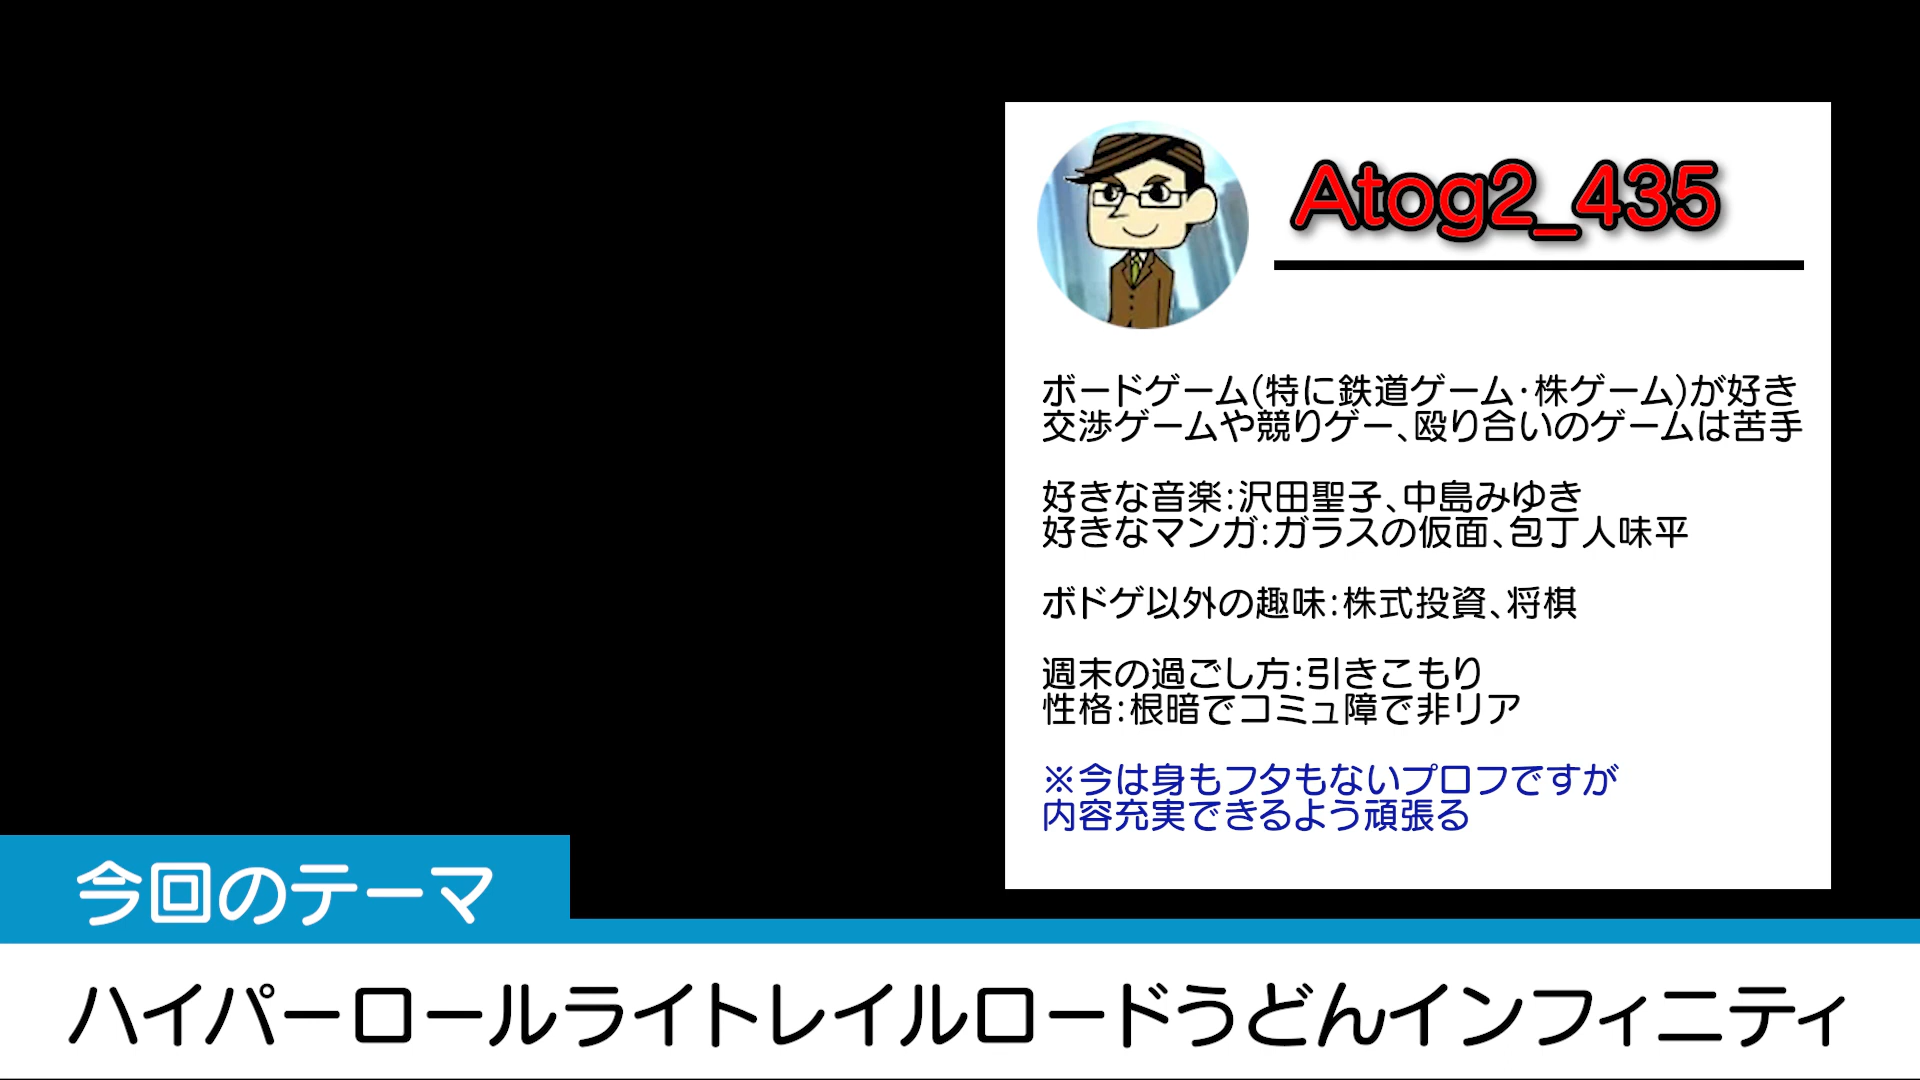 Atog2_435
ボードゲーム(特に鉄道ゲーム･株ゲーム)が好き
交渉ゲームや競りゲー、殴り合いのゲームは苦手
好きな音楽:沢田聖子、中島みゆき
好きなマンガ:ガラスの仮面、包丁人味平
ボドゲ以外の趣味:株式投資、将棋
週末の過ごし方:引きこもり
性格:根暗でコミュ障で非リア
※今は身もフタもないプロフですが
内容充実できるよう頑張る
今回のテーマ
ハイパーロールライトレイルロードうどんインフィニティ